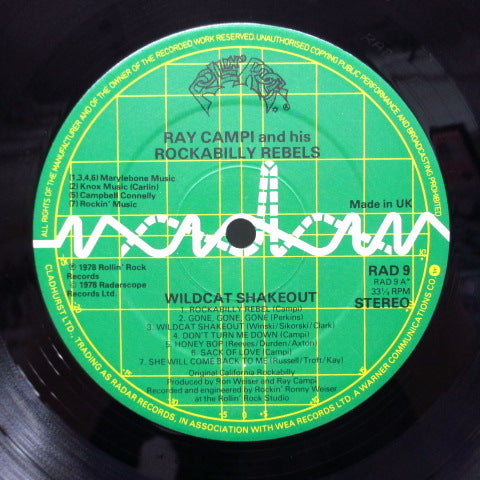 ALL RIGHTS OF THE MANUFACTURER AND OF THE OWNER OF THE RECORDED WORK RESERVED. UNAUTHORISED COPYING PUBLIC PERFORMANCE AND BROADCASTING PROHIBITED
Rollin' Rock
RAY CAMPI and his
ROCKABILLY REBELS
(1,3,4,6) Marylebone Music
(2) Knox Music (Carlin)
(5) Campbell Connelly
(7) Rockin' Music
Made in UK
℗ 1978 Rollin' Rock
Records
© 1978 Radarscope
Records Ltd.
RAD 9
RAD 9 A
33⅓ RPM
STEREO
WILDCAT SHAKEOUT
1. ROCKABILLY REBEL (Campi)
2. GONE, GONE, GONE (Perkins)
3. WILDCAT SHAKEOUT (Winski/Sikorski/Clark)
4. DON'T TURN ME DOWN (Campi)
5. HONEY BOP (Reeves/Durden/Axton)
6. SACK OF LOVE (Campi)
7. SHE WILL COME BACK TO ME (Russell/Troft/Kay)
Original California Rockabilly
Produced by Ron Weiser and Ray Campi
Recorded and engineered by Rockin' Ronny Weiser
at the Rollin' Rock Studio
CLADHURST LTD. - TRADING AS RADAR RECORDS, IN ASSOCIATION WITH WEA RECORDS LTD. A WARNER COMMUNICATIONS CO